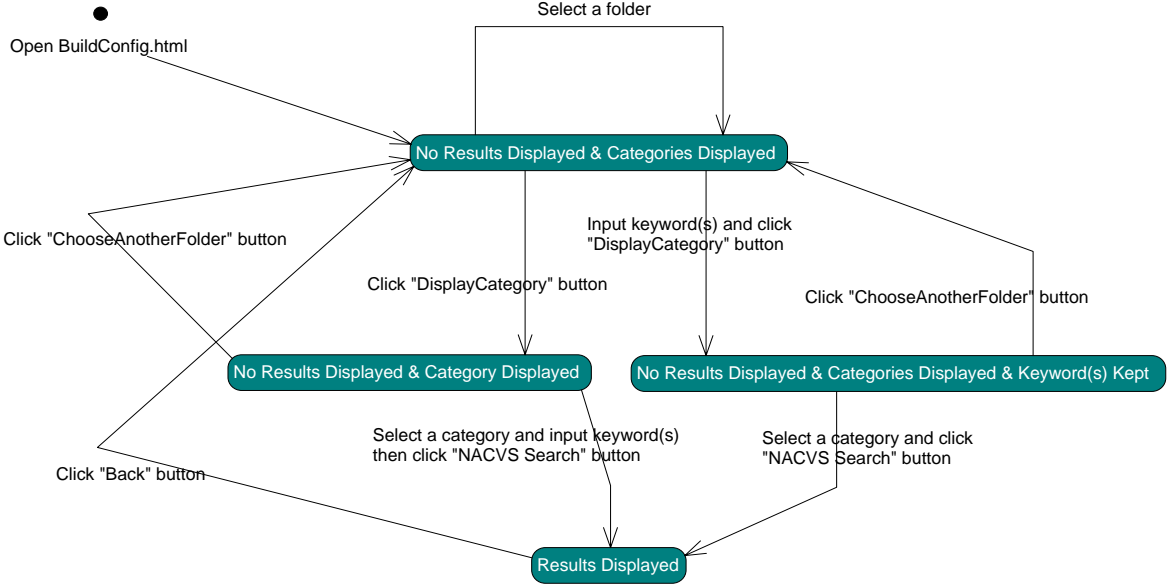 Select a folder
Open BuildConfig.html
No Results Displayed & Categories Displayed
Input keyword(s) and click
"DisplayCategory" button
Click "ChooseAnotherFolder" button
Click "DisplayCategory" button
Click "ChooseAnotherFolder" button
No Results Displayed & Category Displayed
No Results Displayed & Categories Displayed & Keyword(s) Kept
Select a category and input keyword(s)
then click "NACVS Search" button
Select a category and click
"NACVS Search" button
Click "Back" button
Results Displayed